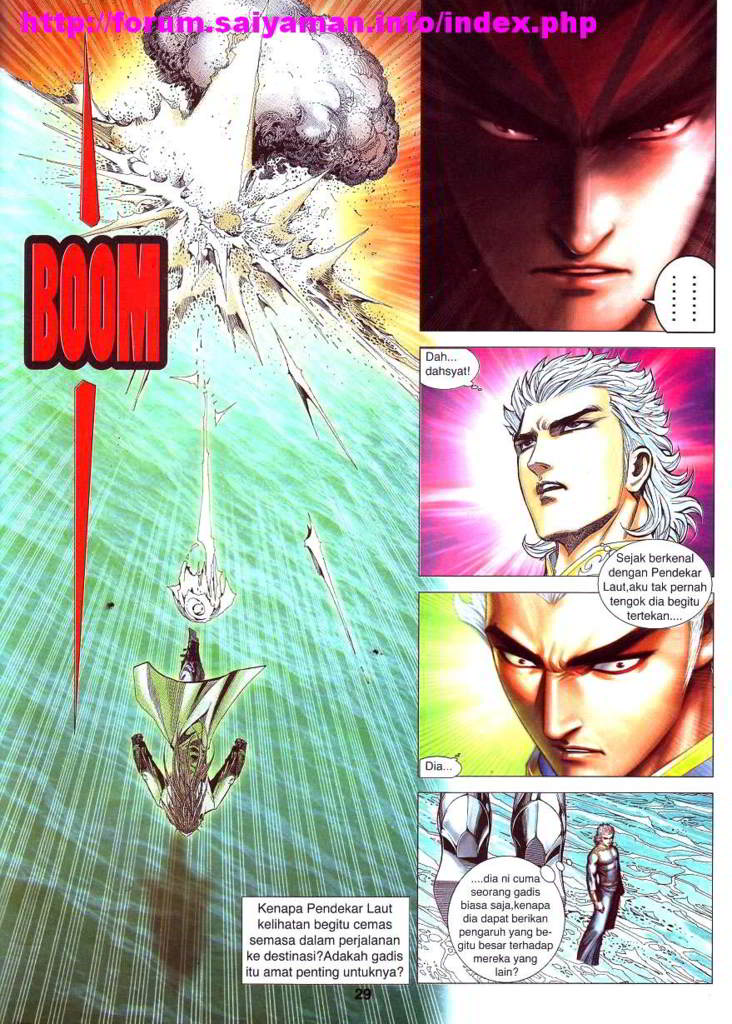 http://forum.saiyaman.info/index.php
BOOM
......
Dah...
dahsyat!
Sejak berkenal
dengan Pendekar
Laut,aku tak pernah
tengok dia begitu
tertekan....
Dia...
....dia ni cuma
seorang gadis
biasa saja,kenapa
dia dapat berikan
pengaruh yang be-
gitu besar terhadap
mereka yang
lain?
Kenapa Pendekar Laut
kelihatan begitu cemas
semasa dalam perjalanan
ke destinasi?Adakah gadis
itu amat penting untuknya?
29